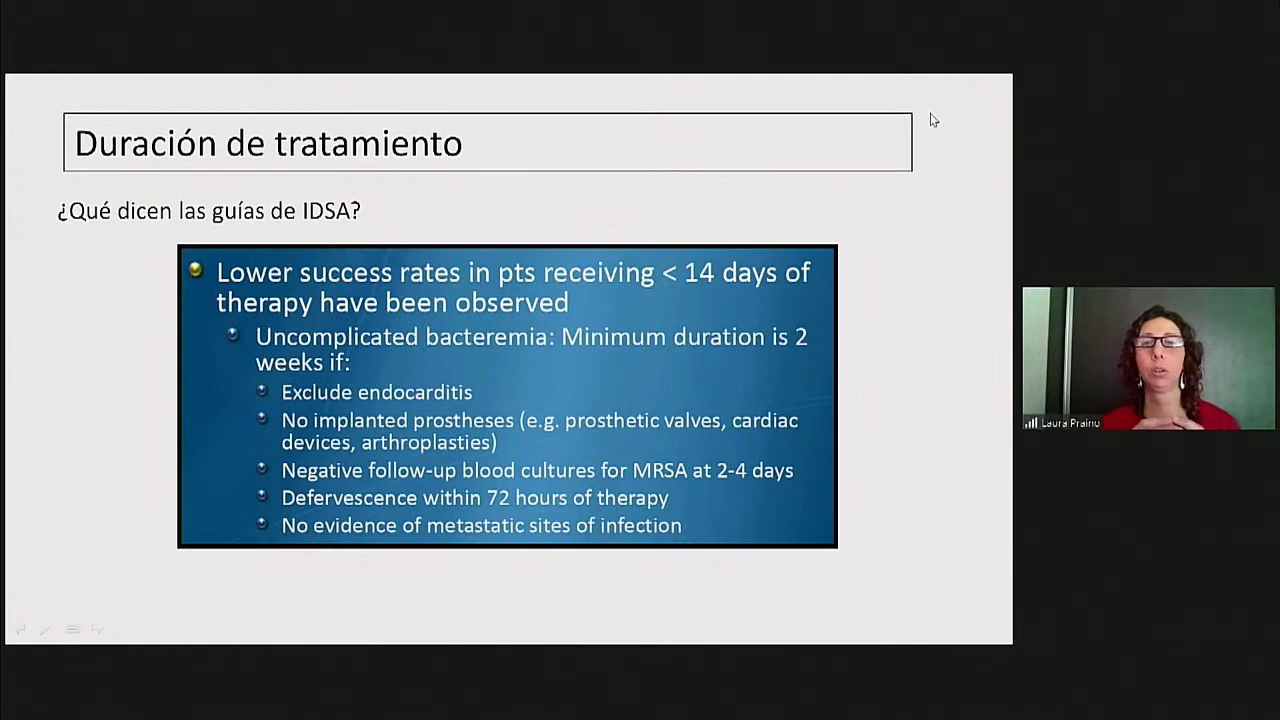 Duración de tratamiento
¿Qué dicen las guías de IDSA?
Lower success rates in pts receiving < 14 days of
therapy have been observed
Uncomplicated bacteremia: Minimum duration is 2
weeks if:
Exclude endocarditis
No implanted prostheses (e.g. prosthetic valves, cardiac
devices, arthroplasties)
Negative follow-up blood cultures for MRSA at 2-4 days
Defervescence within 72 hours of therapy
No evidence of metastatic sites of infection
Laura Praino